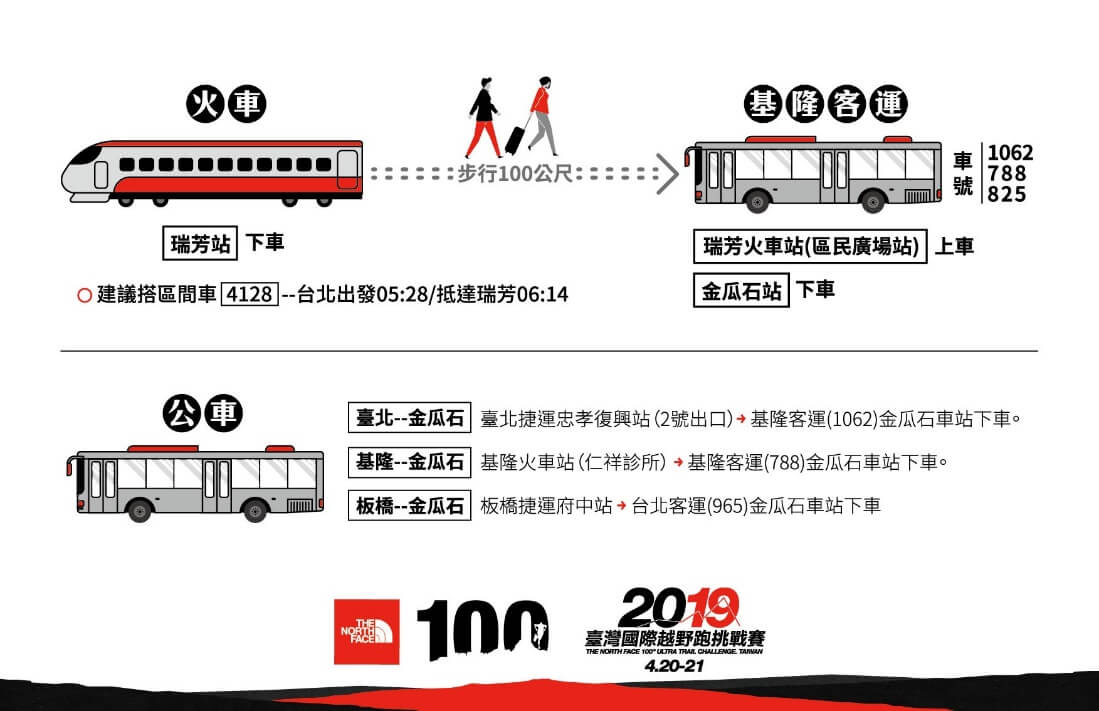 火車
步行100公尺
基隆客運
車號
1062
788
825
瑞芳站 下車
瑞芳火車站(區民廣場站) 上車
建議搭區間車 4128 --台北出發05:28/抵達瑞芳06:14
金瓜石站 下車
公車
臺北--金瓜石 臺北捷運忠孝復興站(2號出口)➜基隆客運(1062)金瓜石車站下車。
基隆--金瓜石 基隆火車站(仁祥診所)➜基隆客運(788)金瓜石車站下車。
板橋--金瓜石 板橋捷運府中站➜台北客運(965)金瓜石車站下車
THE
NORTH
FACE
100
2019
臺灣國際越野跑挑戰賽
THE NORTH FACE 100® ULTRA TRAIL CHALLENGE. TAIWAN
4.20-21